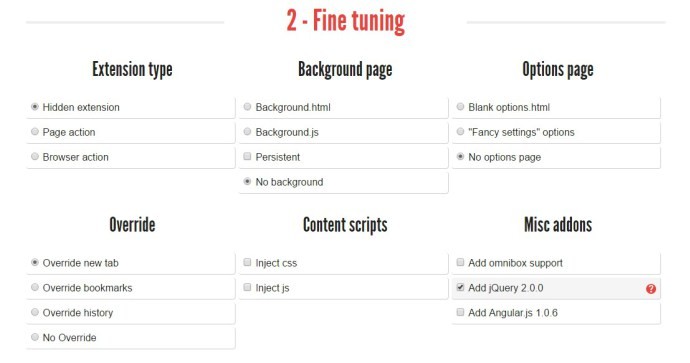 2 - Fine tuning
Extension type
Hidden extension
Page action
Browser action
Background page
Background.html
Background.js
Persistent
No background
Options page
Blank options.html
"Fancy settings" options
No options page
Override
Override new tab
Override bookmarks
Override history
No Override
Content scripts
Inject css
Inject js
Misc addons
Add omnibox support
Add jQuery 2.0.0
?
Add Angular.js 1.0.6